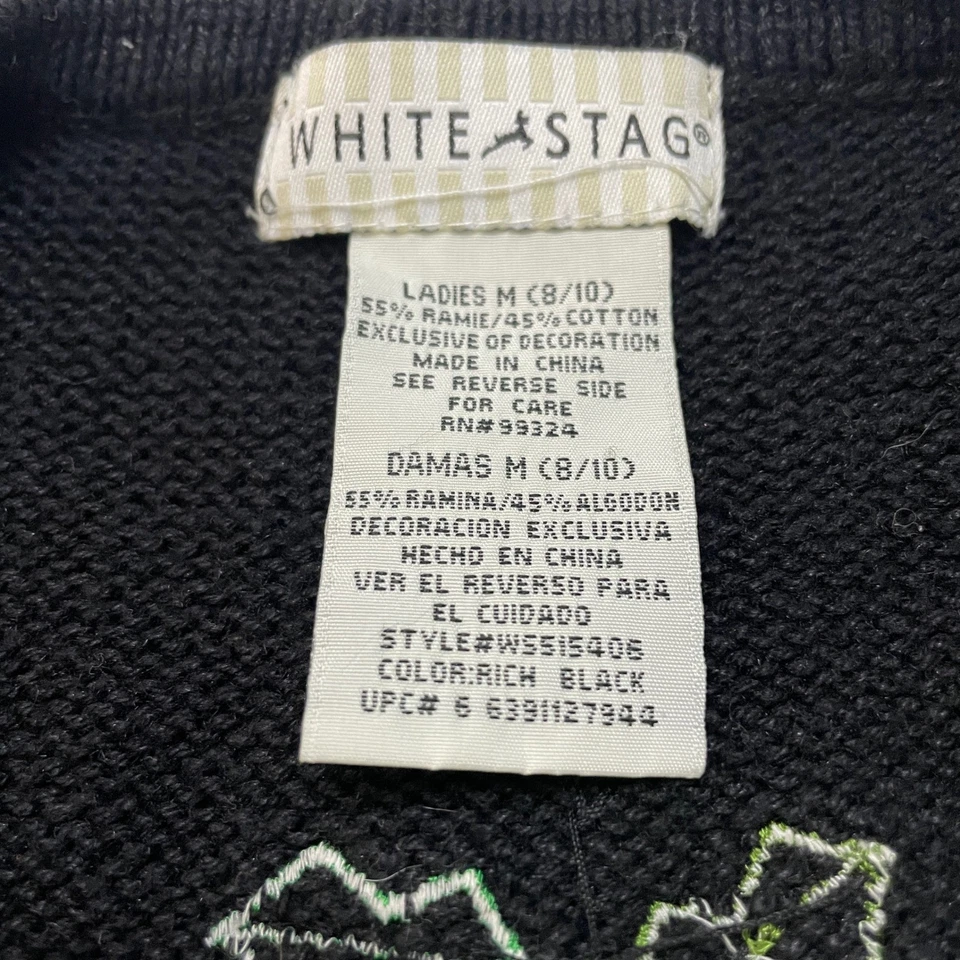 WHITE STAG®
LADIES M (8/10)
55% RAMIE/45% COTTON
EXCLUSIVE OF DECORATION
MADE IN CHINA
SEE REVERSE SIDE
FOR CARE
RN#99324
DAMAS M (8/10)
55% RAMINA/45% ALGODON
DECORACION EXCLUSIVA
HECHO EN CHINA
VER EL REVERSO PARA
EL CUIDADO
STYLE#WS515406
COLOR:RICH BLACK
UPC# 6 6391127944